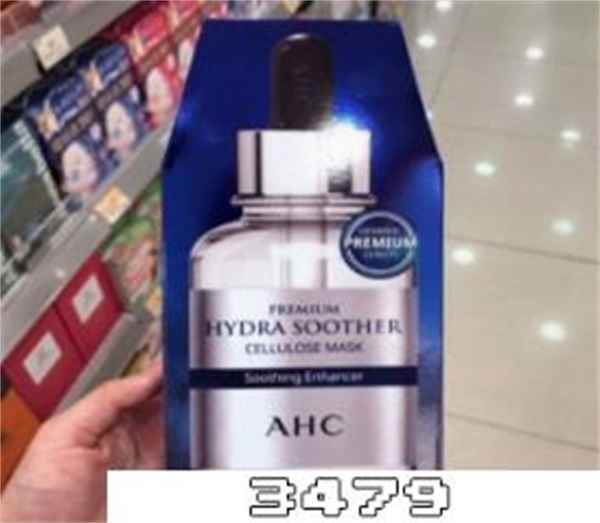 PREMIUM
PREMIUM
HYDRA SOOTHER
CELLULOSE MASK
Soothing Enhancer
AHC
3479